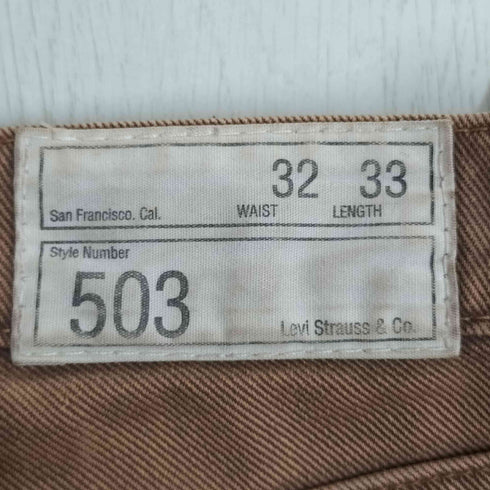 32 33
San Francisco. Cal. WAIST LENGTH
Style Number
503
Levi Strauss & Co.